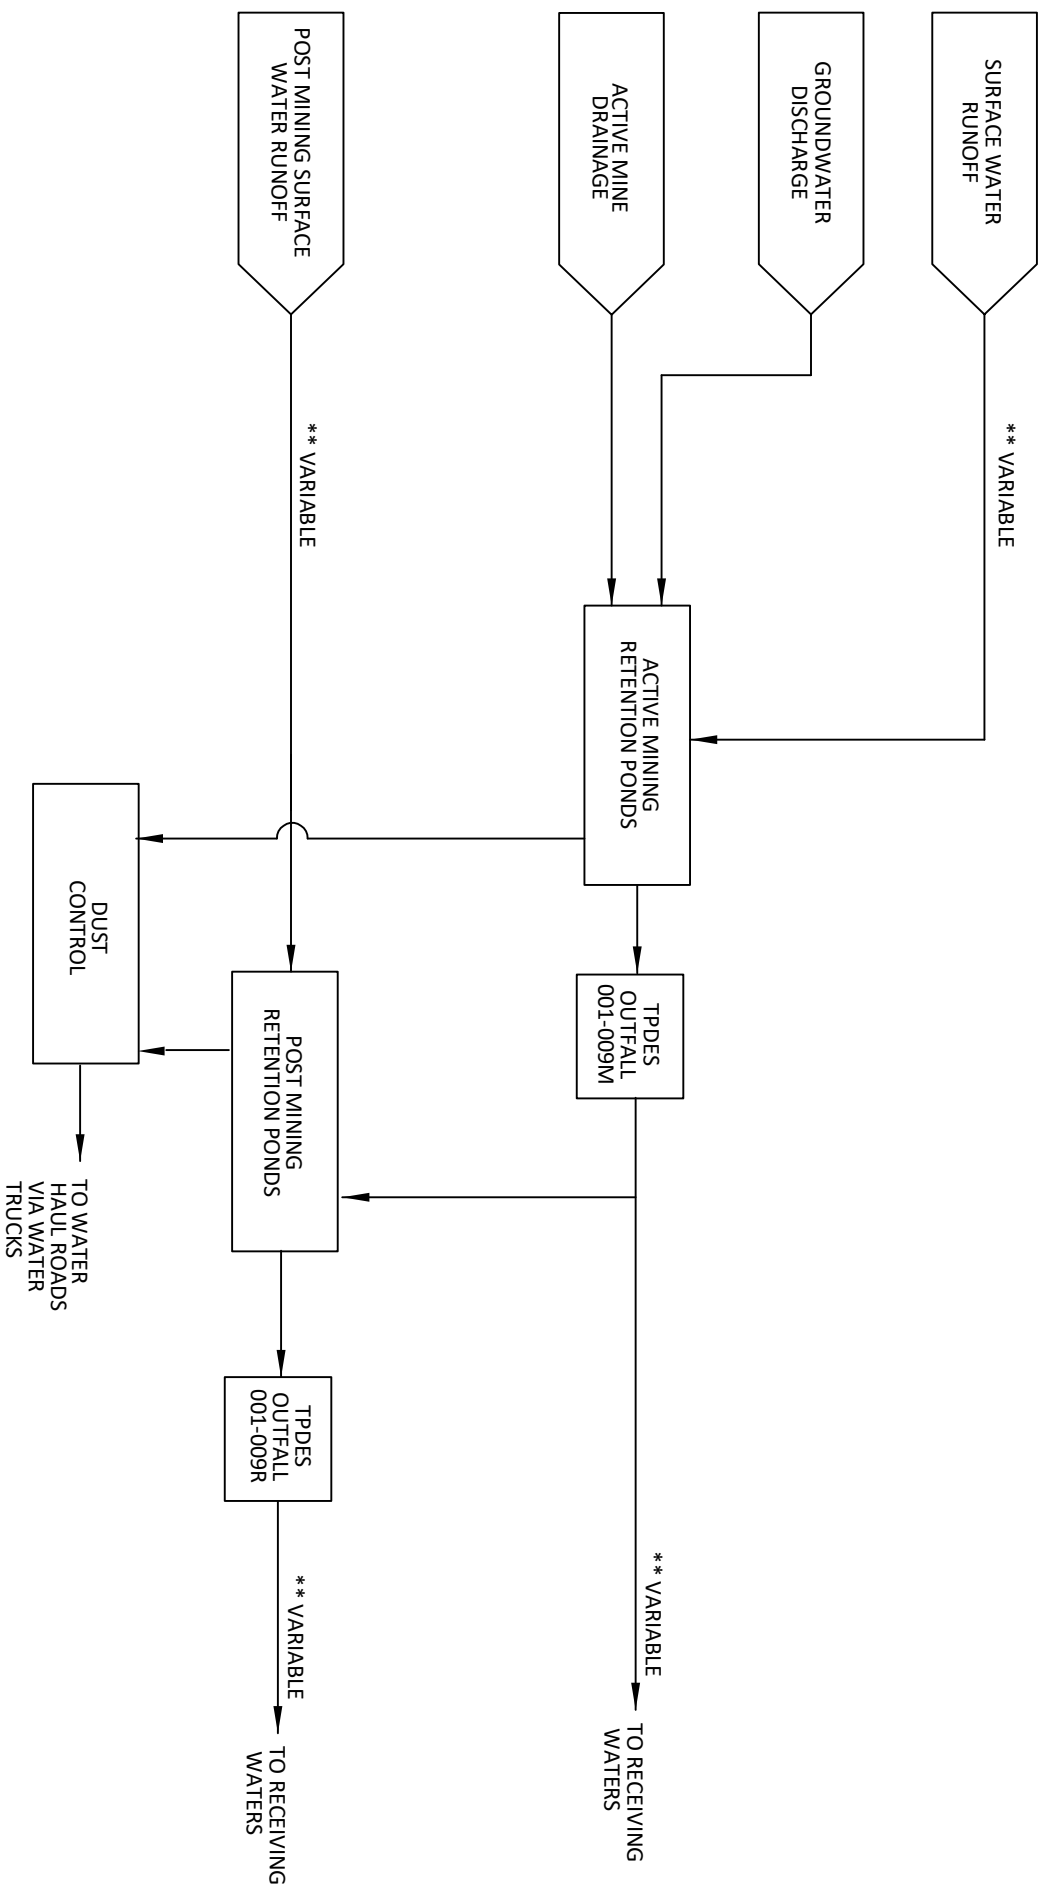 SURFACE WATER
RUNOFF
** VARIABLE
GROUNDWATER
DISCHARGE
ACTIVE MINE
DRAINAGE
ACTIVE MINING
RETENTION PONDS
TPDES
OUTFALL
001-009M
** VARIABLE
TO RECEIVING
WATERS
POST MINING SURFACE
WATER RUNOFF
** VARIABLE
POST MINING
RETENTION PONDS
TPDES
OUTFALL
001-009R
** VARIABLE
TO RECEIVING
WATERS
DUST
CONTROL
TO WATER
HAUL ROADS
VIA WATER
TRUCKS